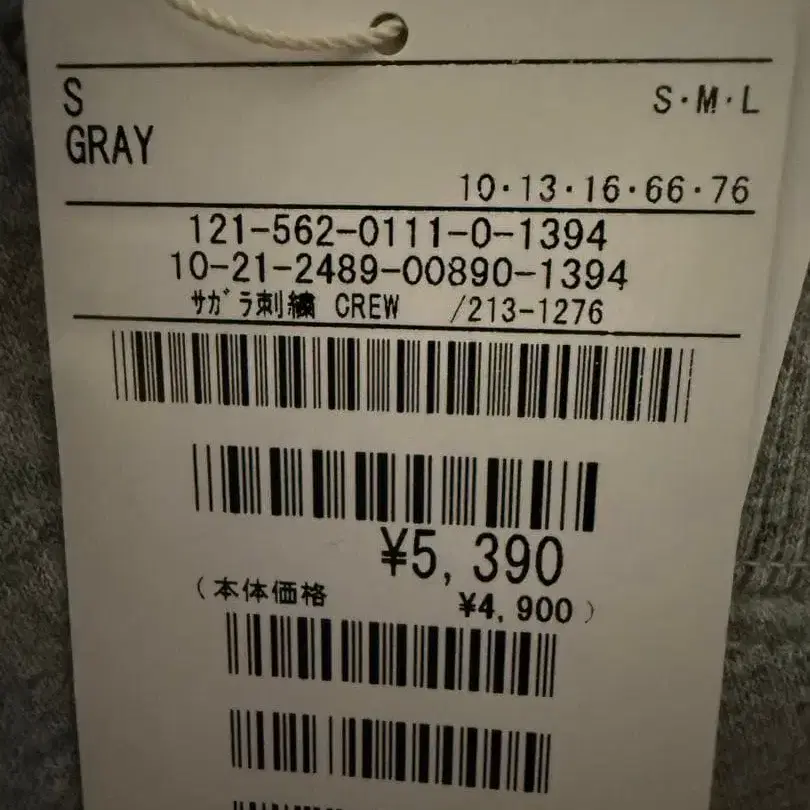 S
S・M・L
GRAY
10・13・16・66・76
121-562-0111-0-1394
10-21-2489-00890-1394
ｻｶﾞﾗ刺繍 CREW /213-1276
¥5,390
(本体価格 ¥4,900)